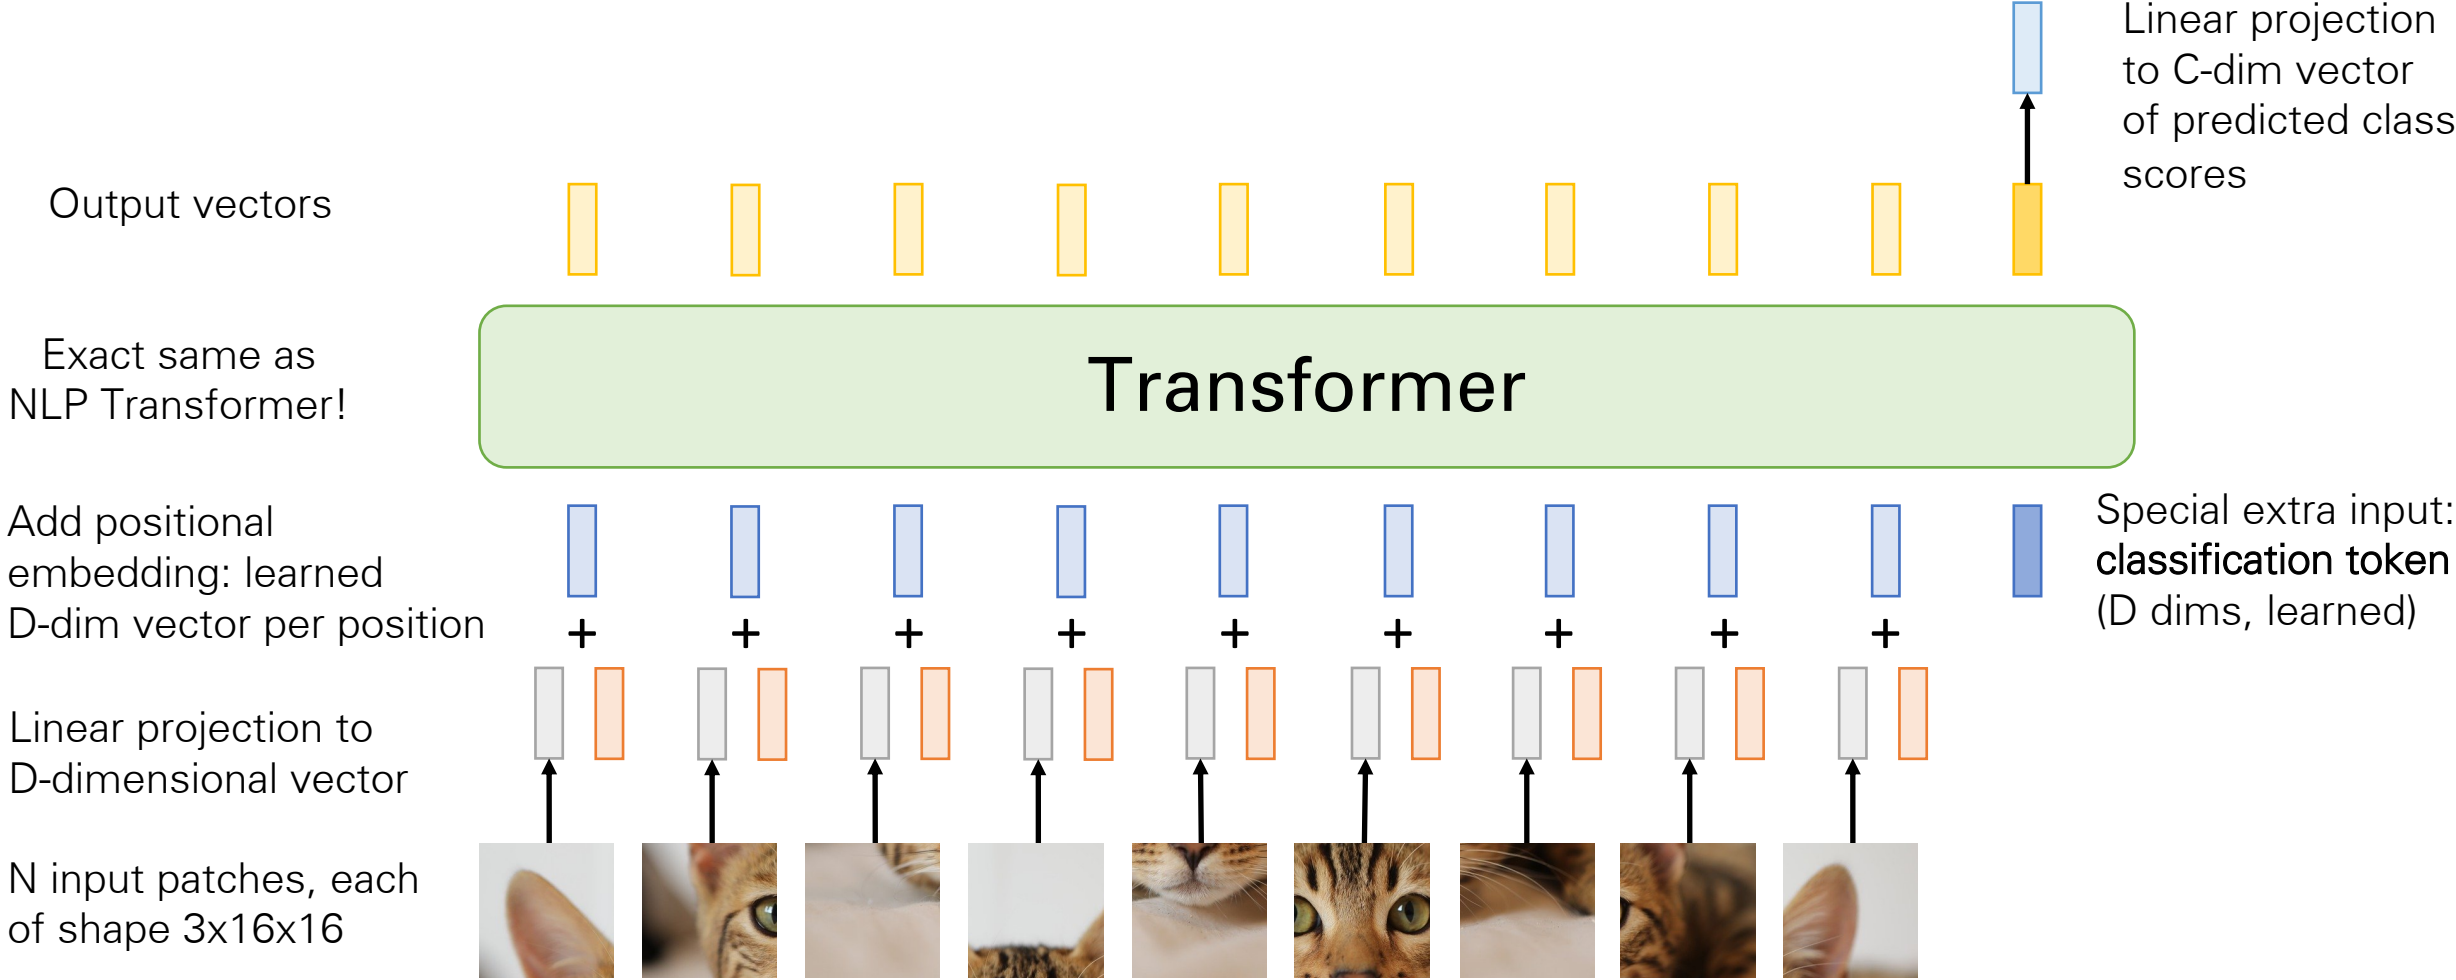 Linear projection
to C-dim vector
of predicted class
scores
Output vectors
Exact same as
NLP Transformer!
Transformer
Add positional
embedding: learned
D-dim vector per position
Special extra input:
classification token
(D dims, learned)
+ + + + + + + + +
Linear projection to
D-dimensional vector
N input patches, each
of shape 3x16x16